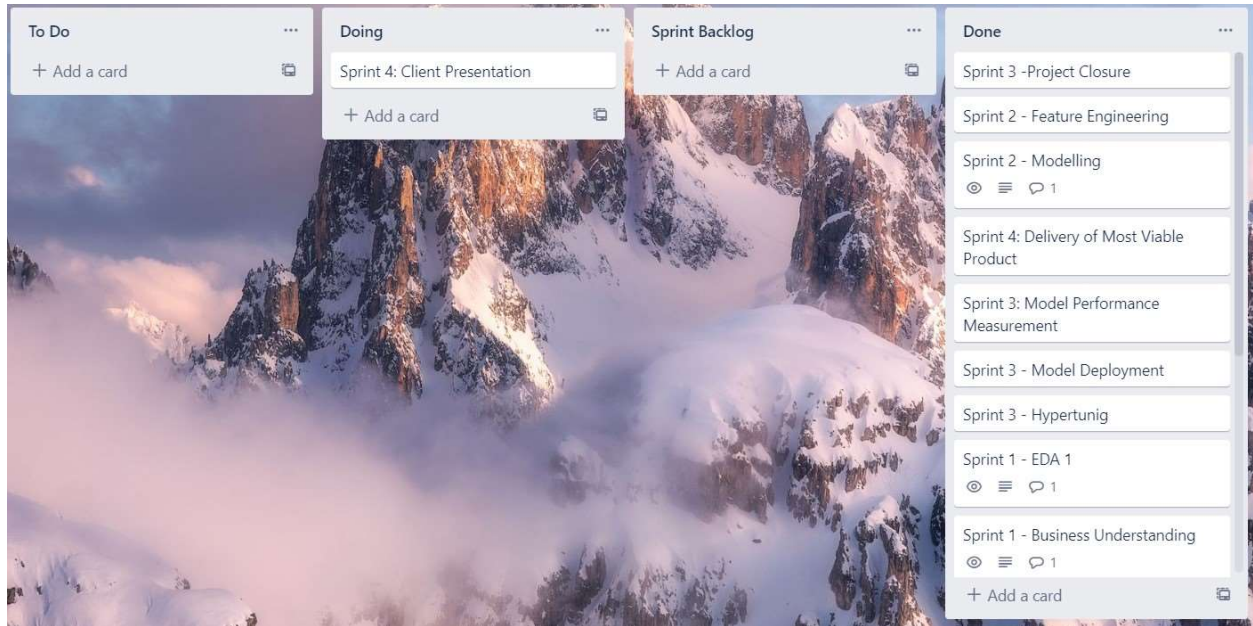 To Do
+ Add a card
Doing
Sprint 4: Client Presentation
+ Add a card
Sprint Backlog
+ Add a card
Done
Sprint 3 -Project Closure
Sprint 2 - Feature Engineering
Sprint 2 - Modelling
1
Sprint 4: Delivery of Most Viable
Product
Sprint 3: Model Performance
Measurement
Sprint 3 - Model Deployment
Sprint 3 - Hypertunig
Sprint 1 - EDA 1
1
Sprint 1 - Business Understanding
1
+ Add a card